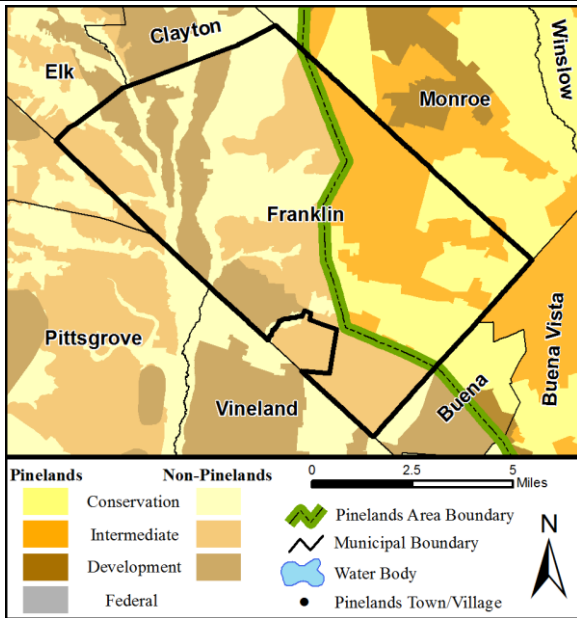 Clayton
Elk
Monroe
Winslow
Franklin
Pittsgrove
Vineland
Buena
Buena Vista
Pinelands Non-Pinelands
Conservation
Intermediate
Development
Federal
0 2.5 5
Miles
Pinelands Area Boundary
Municipal Boundary
Water Body
Pinelands Town/Village
N